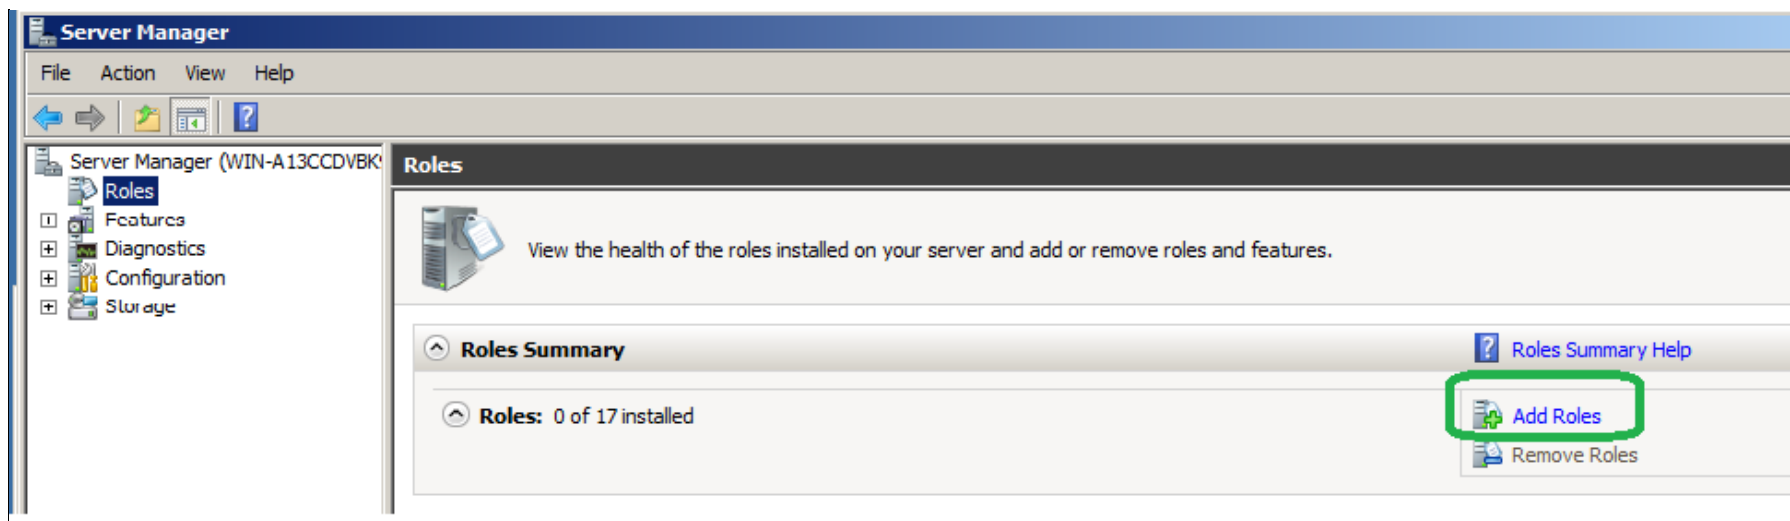 Server Manager
File Action View Help
Server Manager (WIN-A13CCDVBK
Roles
Features
Diagnostics
Configuration
Storage
Roles
View the health of the roles installed on your server and add or remove roles and features.
Roles Summary
Roles Summary Help
Roles: 0 of 17 installed
Add Roles
Remove Roles